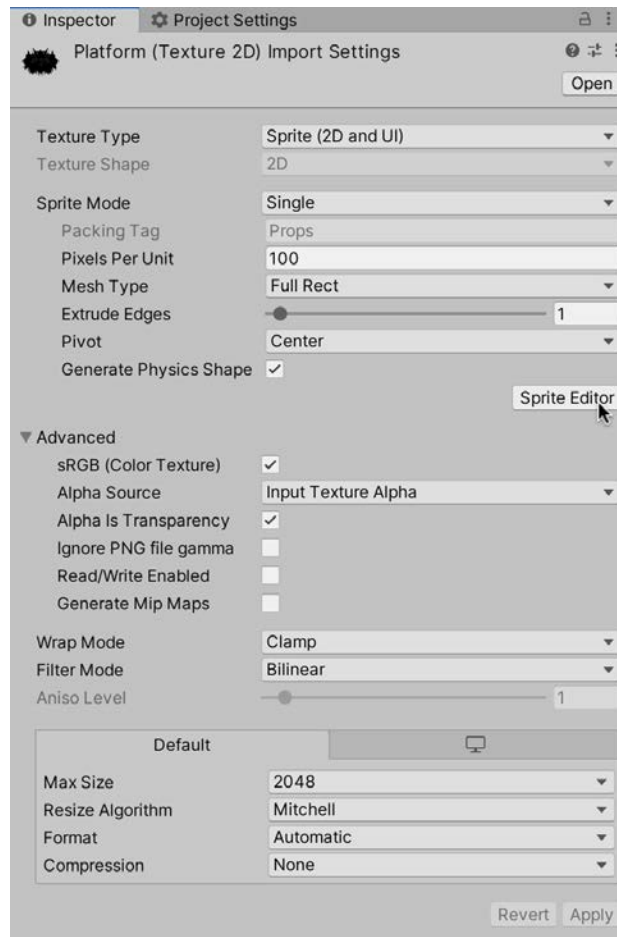 Inspector Project Settings
Platform (Texture 2D) Import Settings
Open
Texture Type Sprite (2D and UI)
Texture Shape 2D
Sprite Mode Single
Packing Tag Props
Pixels Per Unit 100
Mesh Type Full Rect
Extrude Edges 1
Pivot Center
Generate Physics Shape
Sprite Editor
Advanced
sRGB (Color Texture)
Alpha Source Input Texture Alpha
Alpha Is Transparency
Ignore PNG file gamma
Read/Write Enabled
Generate Mip Maps
Wrap Mode Clamp
Filter Mode Bilinear
Aniso Level 1
Default
Max Size 2048
Resize Algorithm Mitchell
Format Automatic
Compression None
Revert Apply